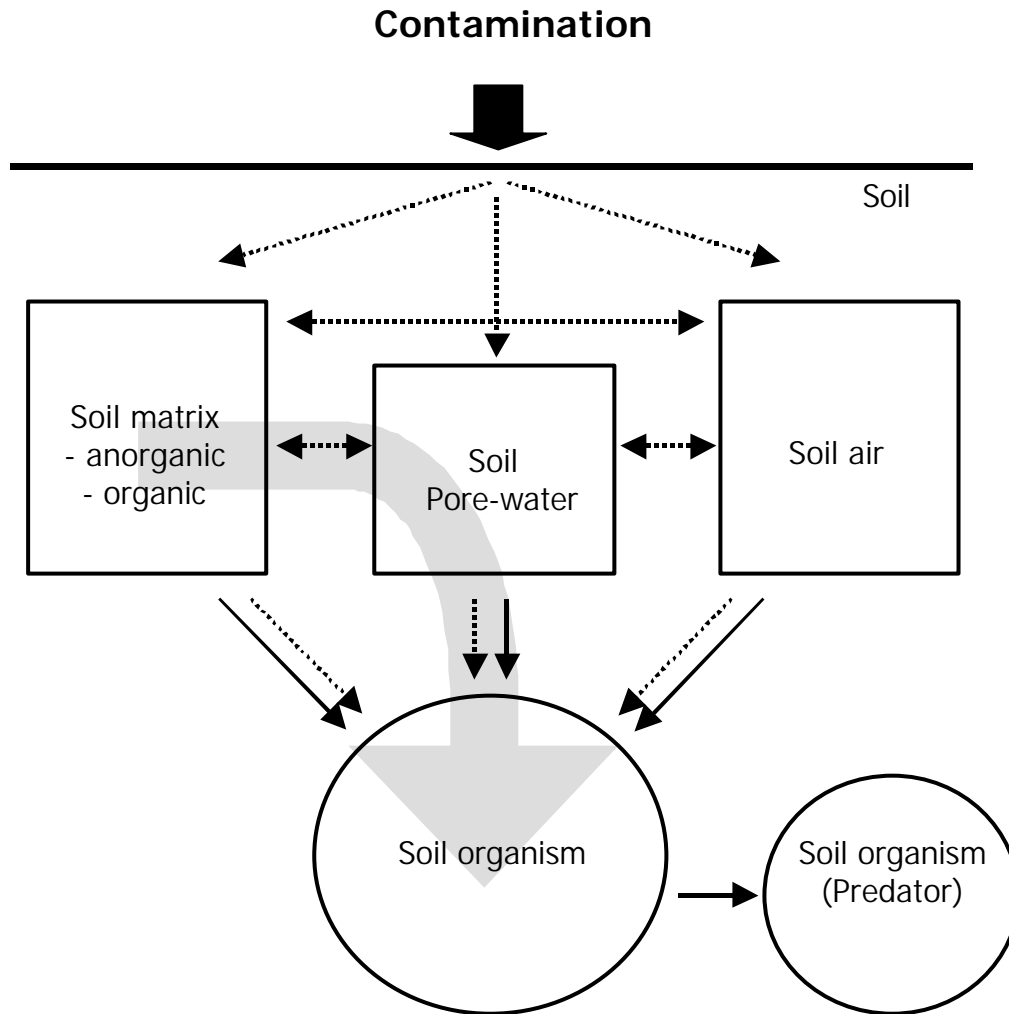 Contamination
Soil
Soil matrix
- anorganic
- organic
Soil
Pore-water
Soil air
Soil organism
Soil organism
(Predator)